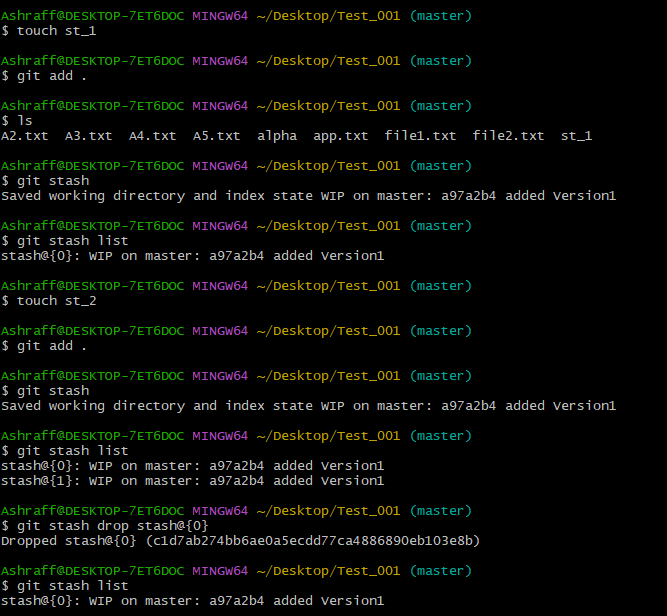 Ashraff@DESKTOP-7ET6DOC MINGW64 ~/Desktop/Test_001 (master)
$ touch st_1
Ashraff@DESKTOP-7ET6DOC MINGW64 ~/Desktop/Test_001 (master)
$ git add .
Ashraff@DESKTOP-7ET6DOC MINGW64 ~/Desktop/Test_001 (master)
$ ls
A2.txt  A3.txt  A4.txt  A5.txt  alpha  app.txt  file1.txt  file2.txt  st_1
Ashraff@DESKTOP-7ET6DOC MINGW64 ~/Desktop/Test_001 (master)
$ git stash
Saved working directory and index state WIP on master: a97a2b4 added Version1
Ashraff@DESKTOP-7ET6DOC MINGW64 ~/Desktop/Test_001 (master)
$ git stash list
stash@{0}: WIP on master: a97a2b4 added Version1
Ashraff@DESKTOP-7ET6DOC MINGW64 ~/Desktop/Test_001 (master)
$ touch st_2
Ashraff@DESKTOP-7ET6DOC MINGW64 ~/Desktop/Test_001 (master)
$ git add .
Ashraff@DESKTOP-7ET6DOC MINGW64 ~/Desktop/Test_001 (master)
$ git stash
Saved working directory and index state WIP on master: a97a2b4 added Version1
Ashraff@DESKTOP-7ET6DOC MINGW64 ~/Desktop/Test_001 (master)
$ git stash list
stash@{0}: WIP on master: a97a2b4 added Version1
stash@{1}: WIP on master: a97a2b4 added Version1
Ashraff@DESKTOP-7ET6DOC MINGW64 ~/Desktop/Test_001 (master)
$ git stash drop stash@{0}
Dropped stash@{0} (c1d7ab274bb6ae0a5ecdd77ca4886890eb103e8b)
Ashraff@DESKTOP-7ET6DOC MINGW64 ~/Desktop/Test_001 (master)
$ git stash list
stash@{0}: WIP on master: a97a2b4 added Version1